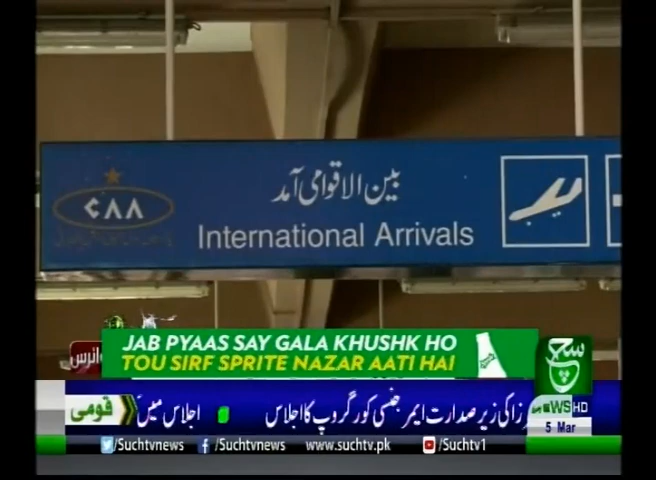 بین الاقوامی آمد
CAA
International Arrivals
JAB PYAAS SAY GALA KHUSHK HO
TOU SIRF SPRITE NAZAR AATI HAI
سچ
NEWS HD
5 Mar
قومی
رزا کی زیر صدارت ایمرجنسی کور گروپ کا اجلاس
اجلاس میں
/Suchtvnews
/Suchtvnews
www.suchtv.pk
/Suchtv1